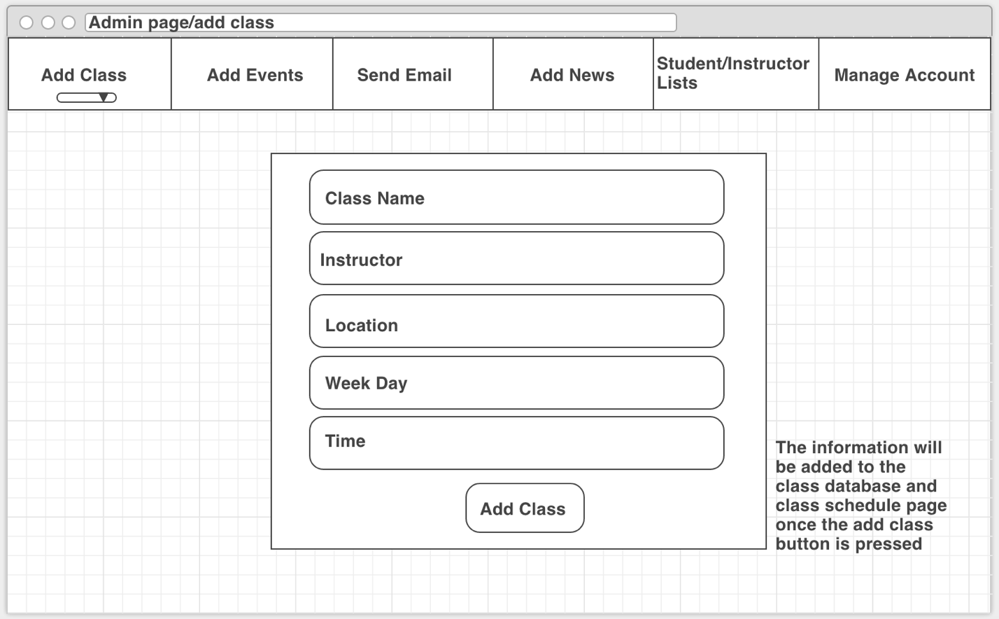 Admin page/add class
Add Class
Add Events
Send Email
Add News
Student/Instructor
Lists
Manage Account
Class Name
Instructor
Location
Week Day
Time
Add Class
The information will
be added to the
class database and
class schedule page
once the add class
button is pressed